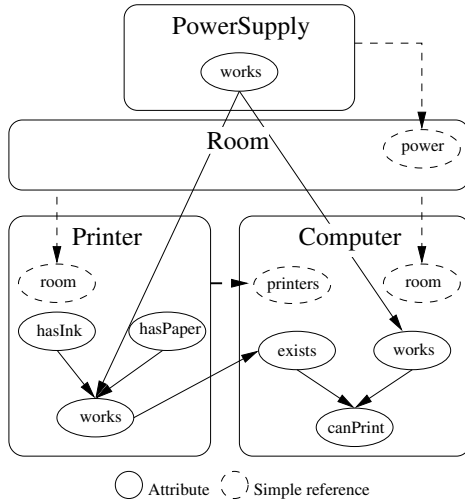 PowerSupply
works
Room
power
Printer
Computer
room
printers
room
hasInk
hasPaper
exists
works
works
canPrint
Attribute
Simple reference